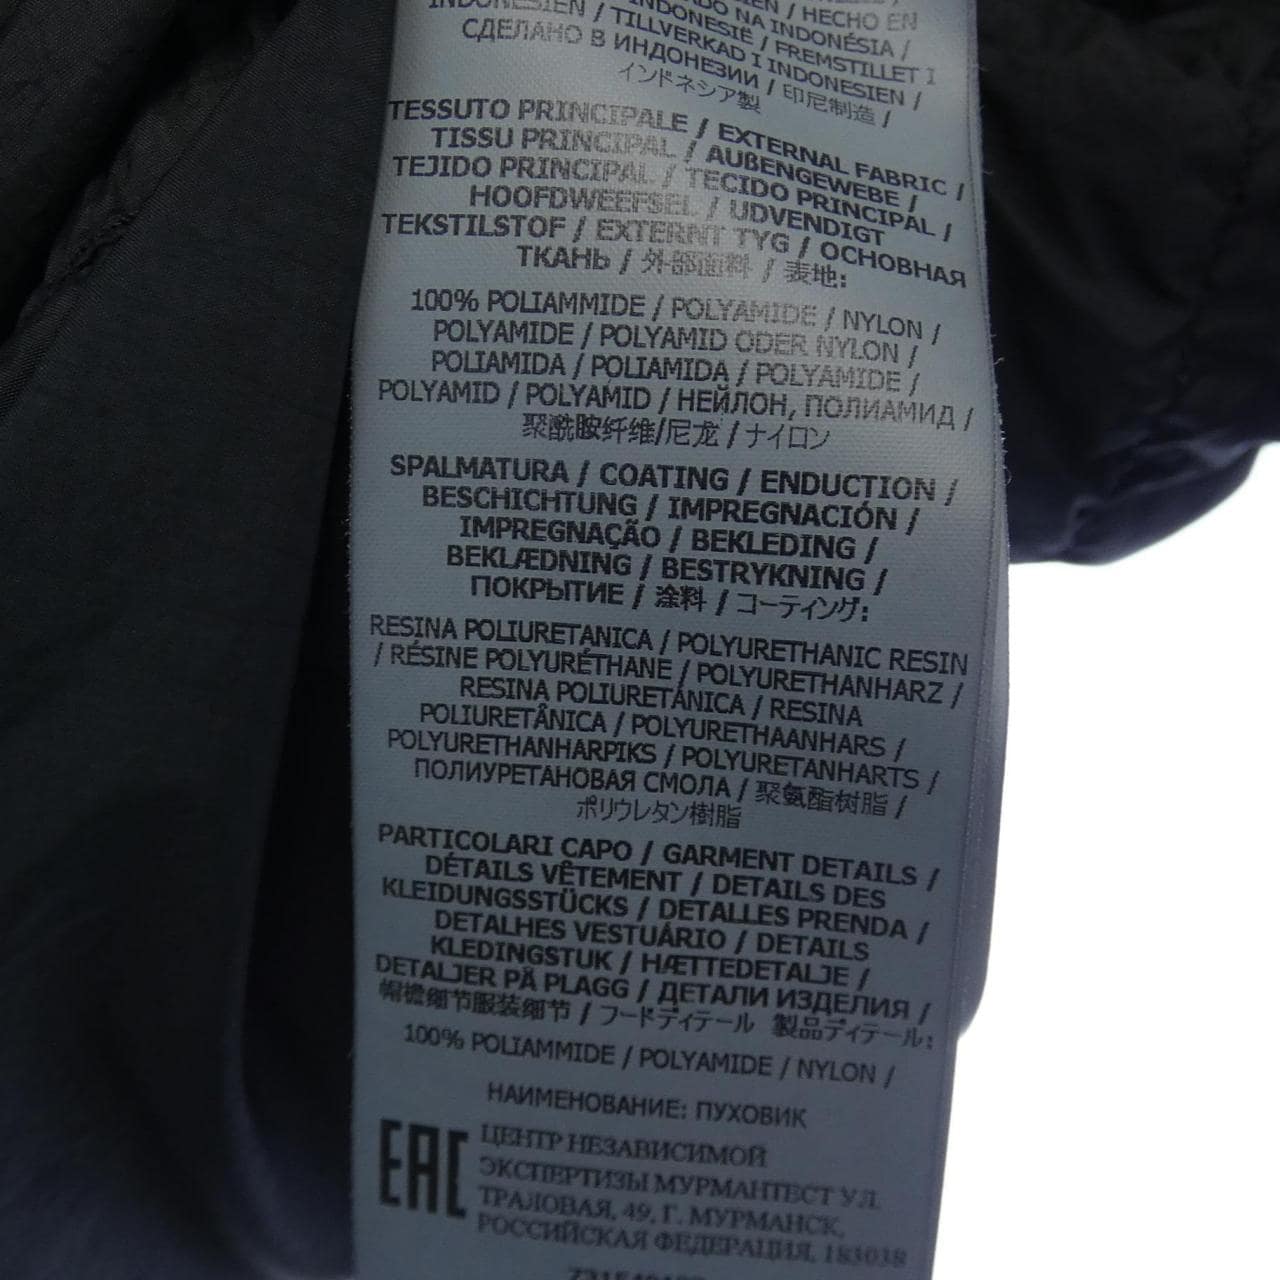 INDONESIEN / HECHO EN
NA INDONÉSIA /
INDONESIË / FREMSTILLET I
INDONESIEN / TILLVERKAD I INDONESIEN /
СДЕЛАНО В ИНДОНЕЗИИ / 印尼制造 /
インドネシア製
TESSUTO PRINCIPALE / EXTERNAL FABRIC /
TISSU PRINCIPAL / AUßENGEWEBE /
TEJIDO PRINCIPAL / TECIDO PRINCIPAL /
HOOFDWEEFSEL / UDVENDIGT
TEKSTILSTOF / EXTERNT TYG / ОСНОВНАЯ
ТКАНЬ / 外部面料 / 表地:
100% POLIAMMIDE / POLYAMIDE / NYLON /
POLYAMIDE / POLYAMID ODER NYLON /
POLIAMIDA / POLIAMIDA / POLYAMIDE /
POLYAMID / POLYAMID / НЕЙЛОН, ПОЛИАМИД /
聚酰胺纤维/尼龙 / ナイロン
SPALMATURA / COATING / ENDUCTION /
BESCHICHTUNG / IMPREGNACIÓN /
IMPREGNAÇÃO / BEKLEDING /
BEKLÆDNING / BESTRYKNING /
ПОКРЫТИЕ / 涂料 / コーティング:
RESINA POLIURETANICA / POLYURETHANIC RESIN
/ RÉSINE POLYURÉTHANE / POLYURETHANHARZ /
RESINA POLIURETÁNICA / RESINA
POLIURETÂNICA / POLYURETHAANHARS /
POLYURETHANHARPIKS / POLYURETANHARTS /
ПОЛИУРЕТАНОВАЯ СМОЛА / 聚氨酯树脂 /
ポリウレタン樹脂
PARTICOLARI CAPO / GARMENT DETAILS /
DÉTAILS VÊTEMENT / DETAILS DES
KLEIDUNGSSTÜCKS / DETALLES PRENDA /
DETALHES VESTUÁRIO / DETAILS
KLEDINGSTUK / HÆTTEDETALJE /
DETALJER PÅ PLAGG / ДЕТАЛИ ИЗДЕЛИЯ /
帽檐细节服装细节 / フードディテール 製品ディテール:
100% POLIAMMIDE / POLYAMIDE / NYLON /
НАИМЕНОВАНИЕ: ПУХОВИК
EAC
ЦЕНТР НЕЗАВИСИМОЙ
ЭКСПЕРТИЗЫ МУРМАНТЕСТ УЛ.
ТРАЛОВАЯ, 49, Г. МУРМАНСК,
РОССИЙСКАЯ ФЕДЕРАЦИЯ, 183038